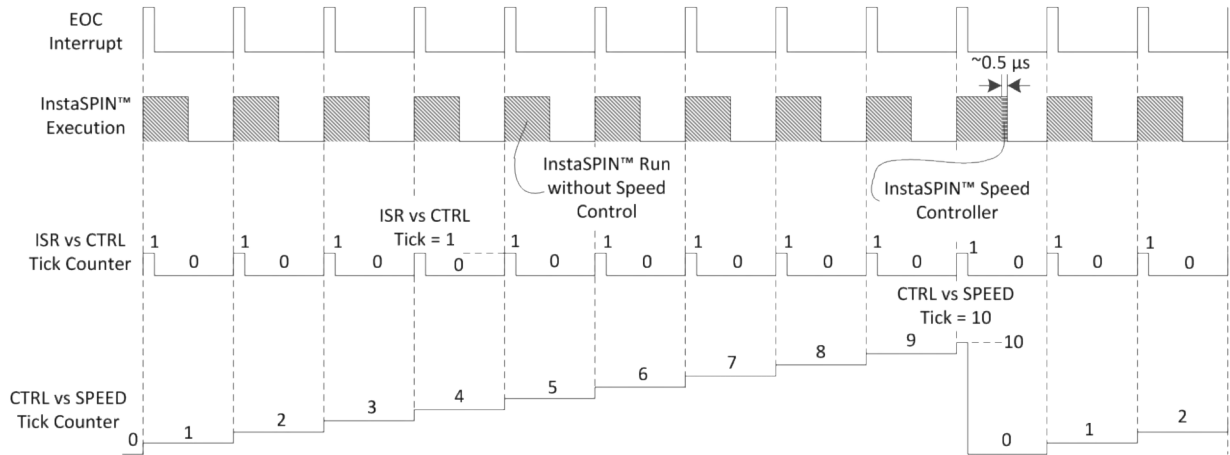 EOC
Interrupt
~0.5 µs
InstaSPIN™
Execution
InstaSPIN™ Run
without Speed
Control
InstaSPIN™ Speed
Controller
ISR vs CTRL
Tick = 1
ISR vs CTRL
Tick Counter
1 1 1 1 1 1 1 1 1 1 1
0 0 0 0 0 0 0 0 0 0 0 0
CTRL vs SPEED
Tick = 10
CTRL vs SPEED
Tick Counter
0 1 2 3 4 5 6 7 8 9 10 0 1 2